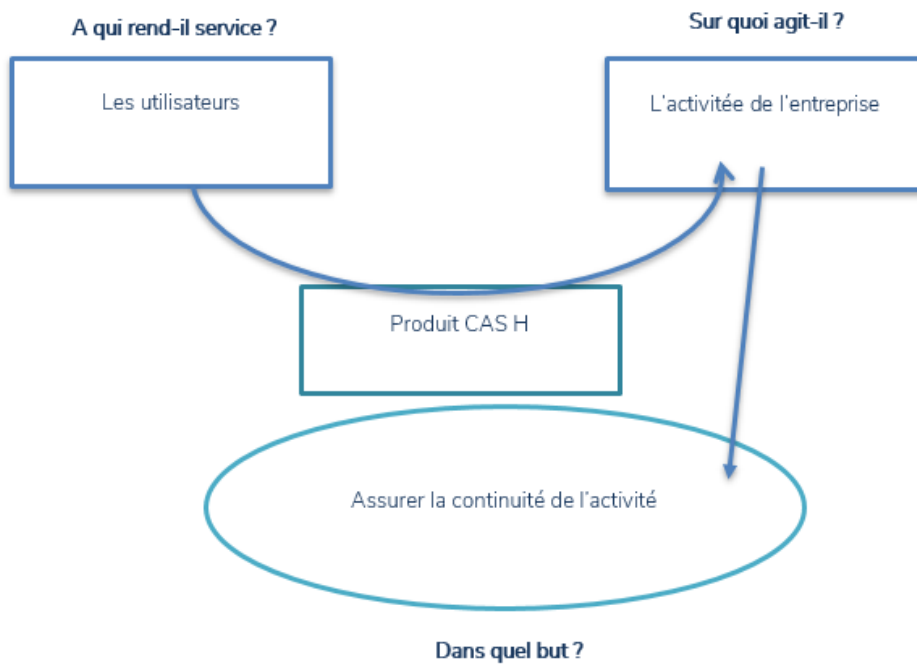 A qui rend-il service ?
Sur quoi agit-il ?
Les utilisateurs
L'activitée de l'entreprise
Produit CAS H
Assurer la continuité de l'activité
Dans quel but ?